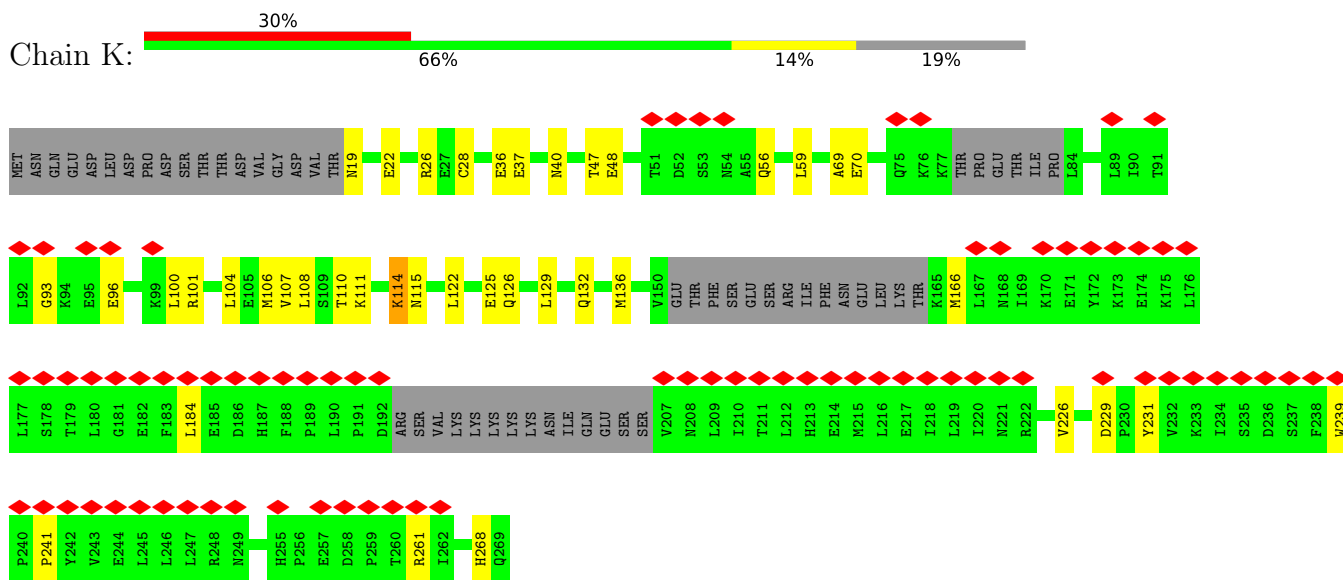 30%
Chain K:
66% 14% 19%
MET ASN GLN GLU ASP LEU ASP PRO ASP SER THR THR ASP VAL GLY ASP VAL THR N19 E22 R26 E27 C28 E36 E37 N40 T47 E48 T51 D52 S53 N54 A55 Q56 L59 A69 E70 Q75 K76 K77 THR PRO GLU THR ILE PRO L84 L89 I90 T91
L92 G93 K94 E95 E96 K99 L100 R101 L104 E105 M106 V107 L108 S109 T110 K111 K114 N115 L122 E125 Q126 L129 Q132 M136 V150 GLU THR PHE SER GLU SER ARG ILE PHE ASN GLU LEU LYS THR K165 M166 L167 N168 I169 K170 E171 Y172 K173 E174 K175 L176
L177 S178 T179 L180 G181 E182 F183 L184 E185 D186 H187 F188 P189 L190 P191 D192 ARG SER VAL LYS LYS LYS LYS ASN ILE GLN GLU GLU SER SER V207 N208 L209 I210 T211 L212 H213 E214 M215 L216 E217 I218 L219 I220 N221 R222 V226 D229 P230 Y231 V232 K233 I234 S235 D236 S237 F238 W239
P240 P241 Y242 V243 E244 L245 L246 L247 R248 N249 H255 P256 E257 D258 P259 T260 R261 I262 H268 Q269